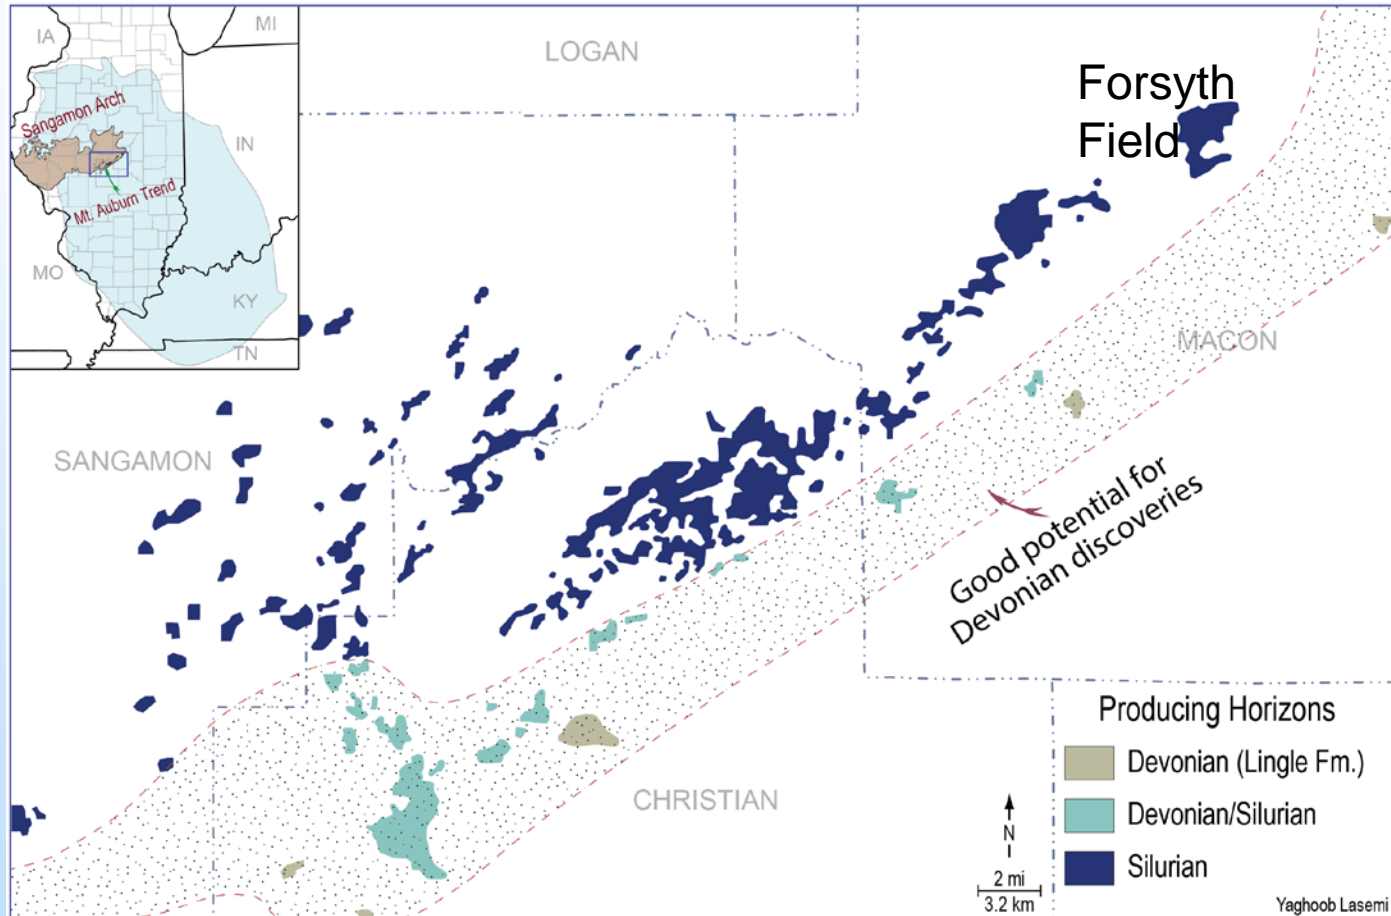 IA
MI
Sangamon Arch
IN
Mt. Auburn Trend
MO
KY
TN
LOGAN
Forsyth
Field
MACON
SANGAMON
Good potential for
Devonian discoveries
CHRISTIAN
N
2 mi
3.2 km
Producing Horizons
Devonian (Lingle Fm.)
Devonian/Silurian
Silurian
Yaghoob Lasemi